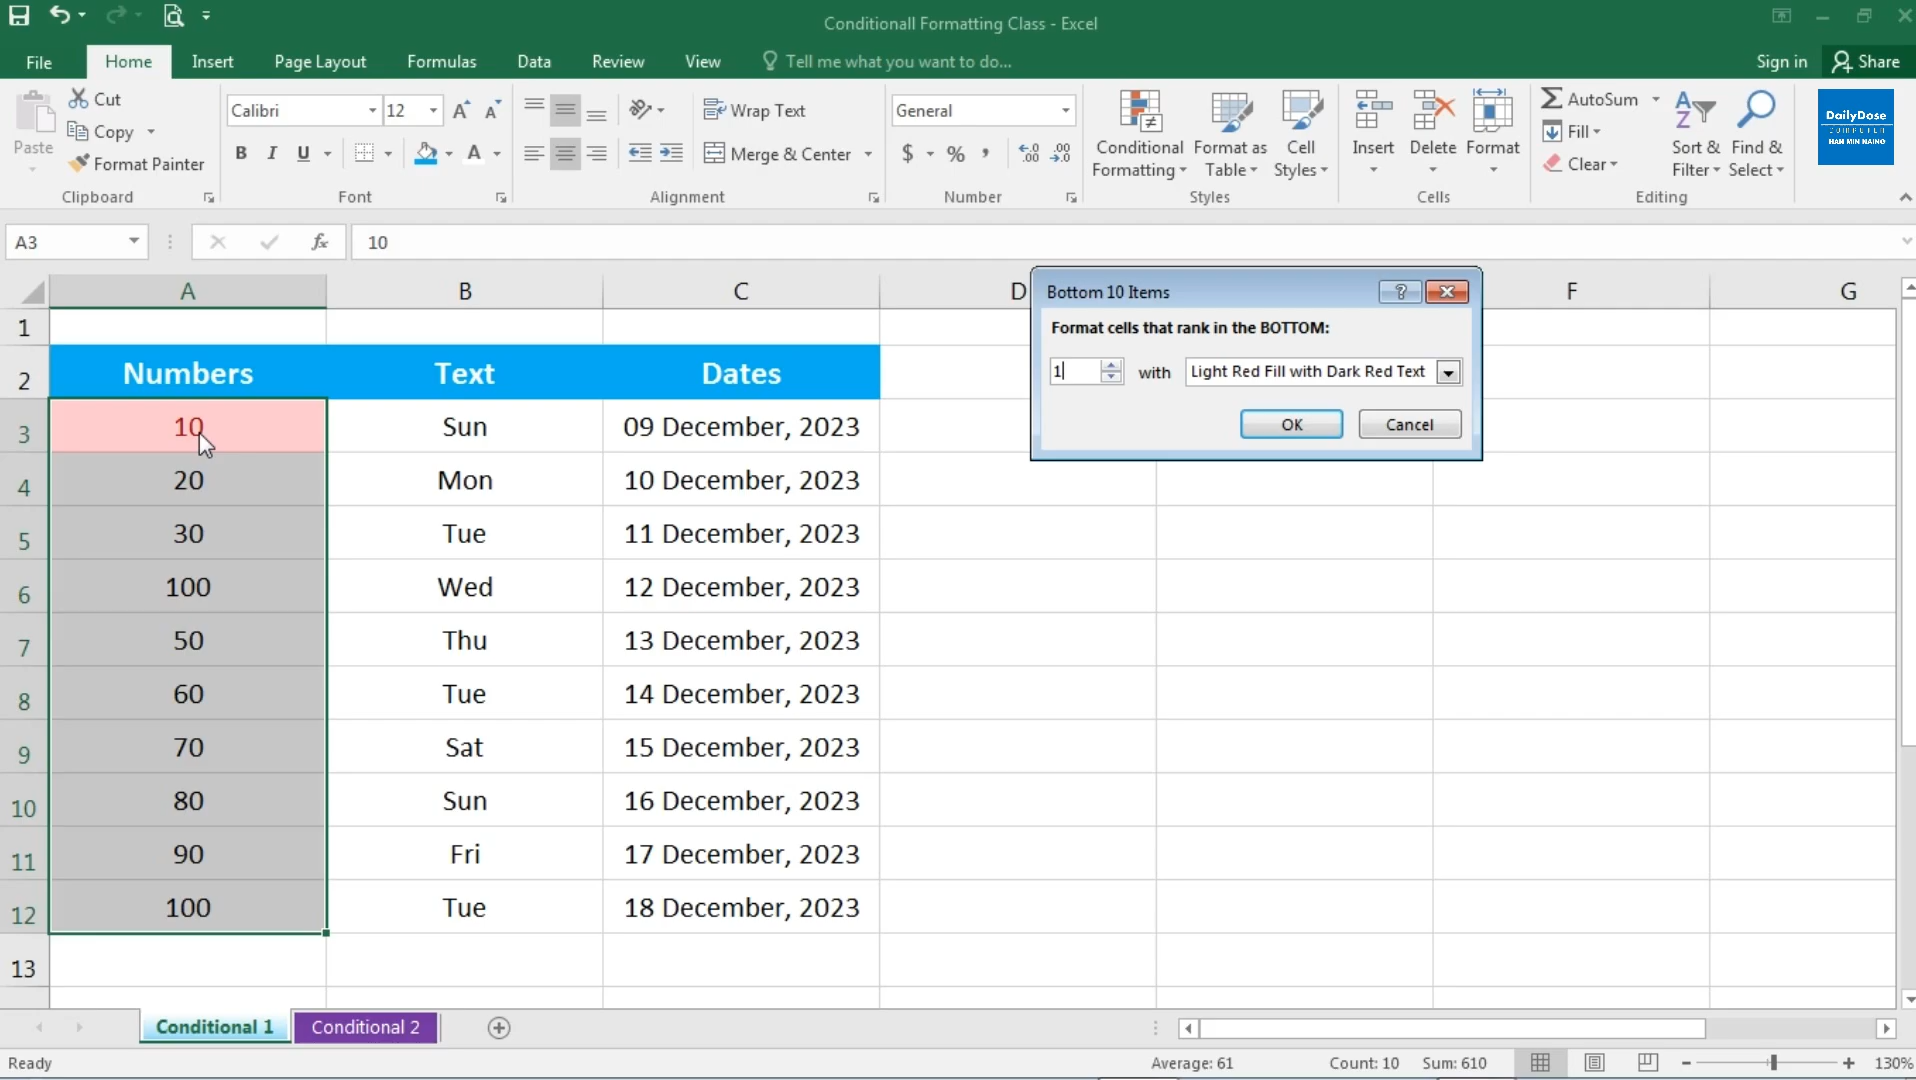 Conditionall Formatting Class - Excel
File Home Insert Page Layout Formulas Data Review View Tell me what you want to do... Sign in Share
Paste
Cut
Copy
Format Painter
Clipboard
Calibri 12
B I U A
Font
Wrap Text
Merge & Center
Alignment
General
$ % ,
Number
Conditional Formatting
Format as Table
Cell Styles
Styles
Insert
Delete
Format
Cells
AutoSum
Fill
Clear
Sort & Filter
Find & Select
Editing
DailyDose
COMPUTER
HAN MIN NAING
A3 fx 10
A B C D F G
1
2 Numbers Text Dates
3 10 Sun 09 December, 2023
4 20 Mon 10 December, 2023
5 30 Tue 11 December, 2023
6 100 Wed 12 December, 2023
7 50 Thu 13 December, 2023
8 60 Tue 14 December, 2023
9 70 Sat 15 December, 2023
10 80 Sun 16 December, 2023
11 90 Fri 17 December, 2023
12 100 Tue 18 December, 2023
13
Bottom 10 Items
Format cells that rank in the BOTTOM:
1 with Light Red Fill with Dark Red Text
OK Cancel
Conditional 1 Conditional 2
Ready Average: 61 Count: 10 Sum: 610 130%